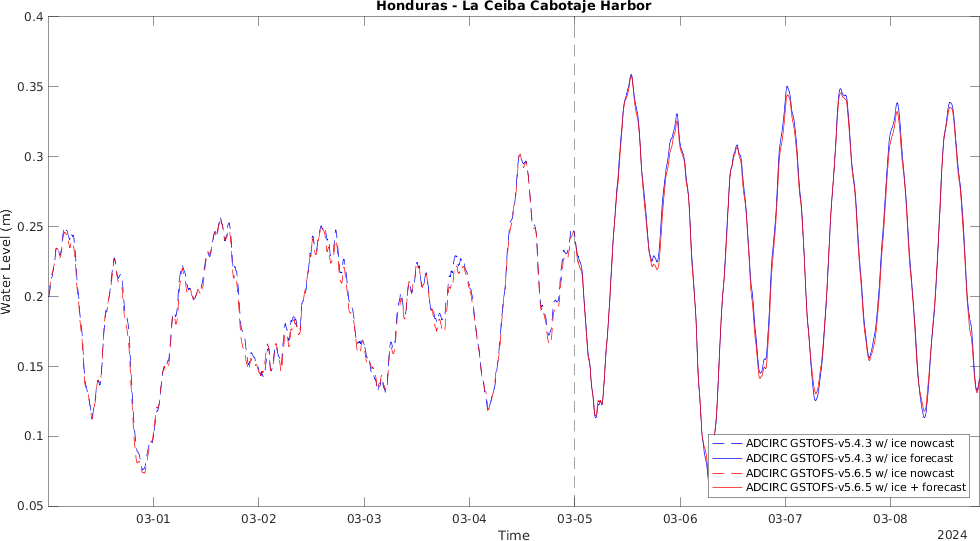 Honduras - La Ceiba Cabotaje Harbor
0.4
0.35
0.3
0.25
0.2
0.15
0.1
0.05
Water Level (m)
03-01
03-02
03-03
03-04
03-05
03-06
03-07
03-08
Time
2024
ADCIRC GSTOFS-v5.4.3 w/ ice nowcast
ADCIRC GSTOFS-v5.4.3 w/ ice forecast
ADCIRC GSTOFS-v5.6.5 w/ ice nowcast
ADCIRC GSTOFS-v5.6.5 w/ ice + forecast